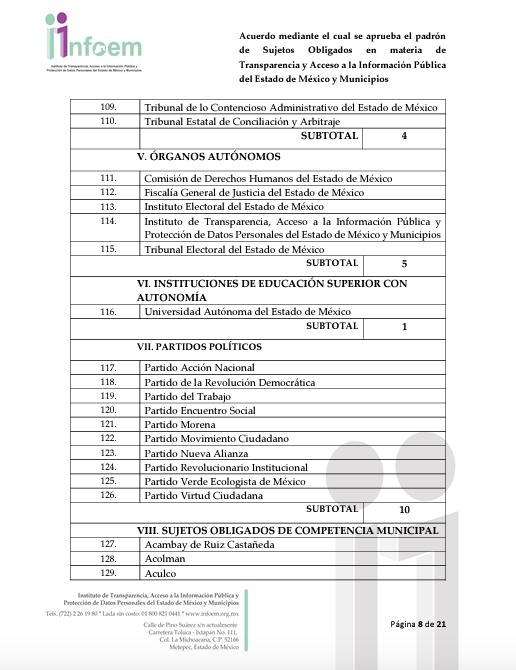 infoem
Instituto de Transparencia, Acceso a la Información Pública y
Protección de Datos Personales del Estado de México y Municipios
Acuerdo mediante el cual se aprueba el padrón
de Sujetos Obligados en materia de
Transparencia y Acceso a la Información Pública
del Estado de México y Municipios
109. Tribunal de lo Contencioso Administrativo del Estado de México
110. Tribunal Estatal de Conciliación y Arbitraje
SUBTOTAL 4
V. ÓRGANOS AUTÓNOMOS
111. Comisión de Derechos Humanos del Estado de México
112. Fiscalía General de Justicia del Estado de México
113. Instituto Electoral del Estado de México
114. Instituto de Transparencia, Acceso a la Información Pública y
Protección de Datos Personales del Estado de México y Municipios
115. Tribunal Electoral del Estado de México
SUBTOTAL 5
VI. INSTITUCIONES DE EDUCACIÓN SUPERIOR CON
AUTONOMÍA
116. Universidad Autónoma del Estado de México
SUBTOTAL 1
VII. PARTIDOS POLÍTICOS
117. Partido Acción Nacional
118. Partido de la Revolución Democrática
119. Partido del Trabajo
120. Partido Encuentro Social
121. Partido Morena
122. Partido Movimiento Ciudadano
123. Partido Nueva Alianza
124. Partido Revolucionario Institucional
125. Partido Verde Ecologista de México
126. Partido Virtud Ciudadana
SUBTOTAL 10
VIII. SUJETOS OBLIGADOS DE COMPETENCIA MUNICIPAL
127. Acambay de Ruiz Castañeda
128. Acolman
129. Aculco
Instituto de Transparencia, Acceso a la Información Pública y
Protección de Datos Personales del Estado de México y Municipios
Tels. (722) 2 26 19 80 * Lada sin costo: 01 800 821 0441 * www.infoem.org.mx
Calle de Pino Suárez s/n actualmente
Carretera Toluca - Ixtapan No. 111,
Col. La Michoacana, C.P. 52166
Metepec, Estado de México
Página 8 de 21